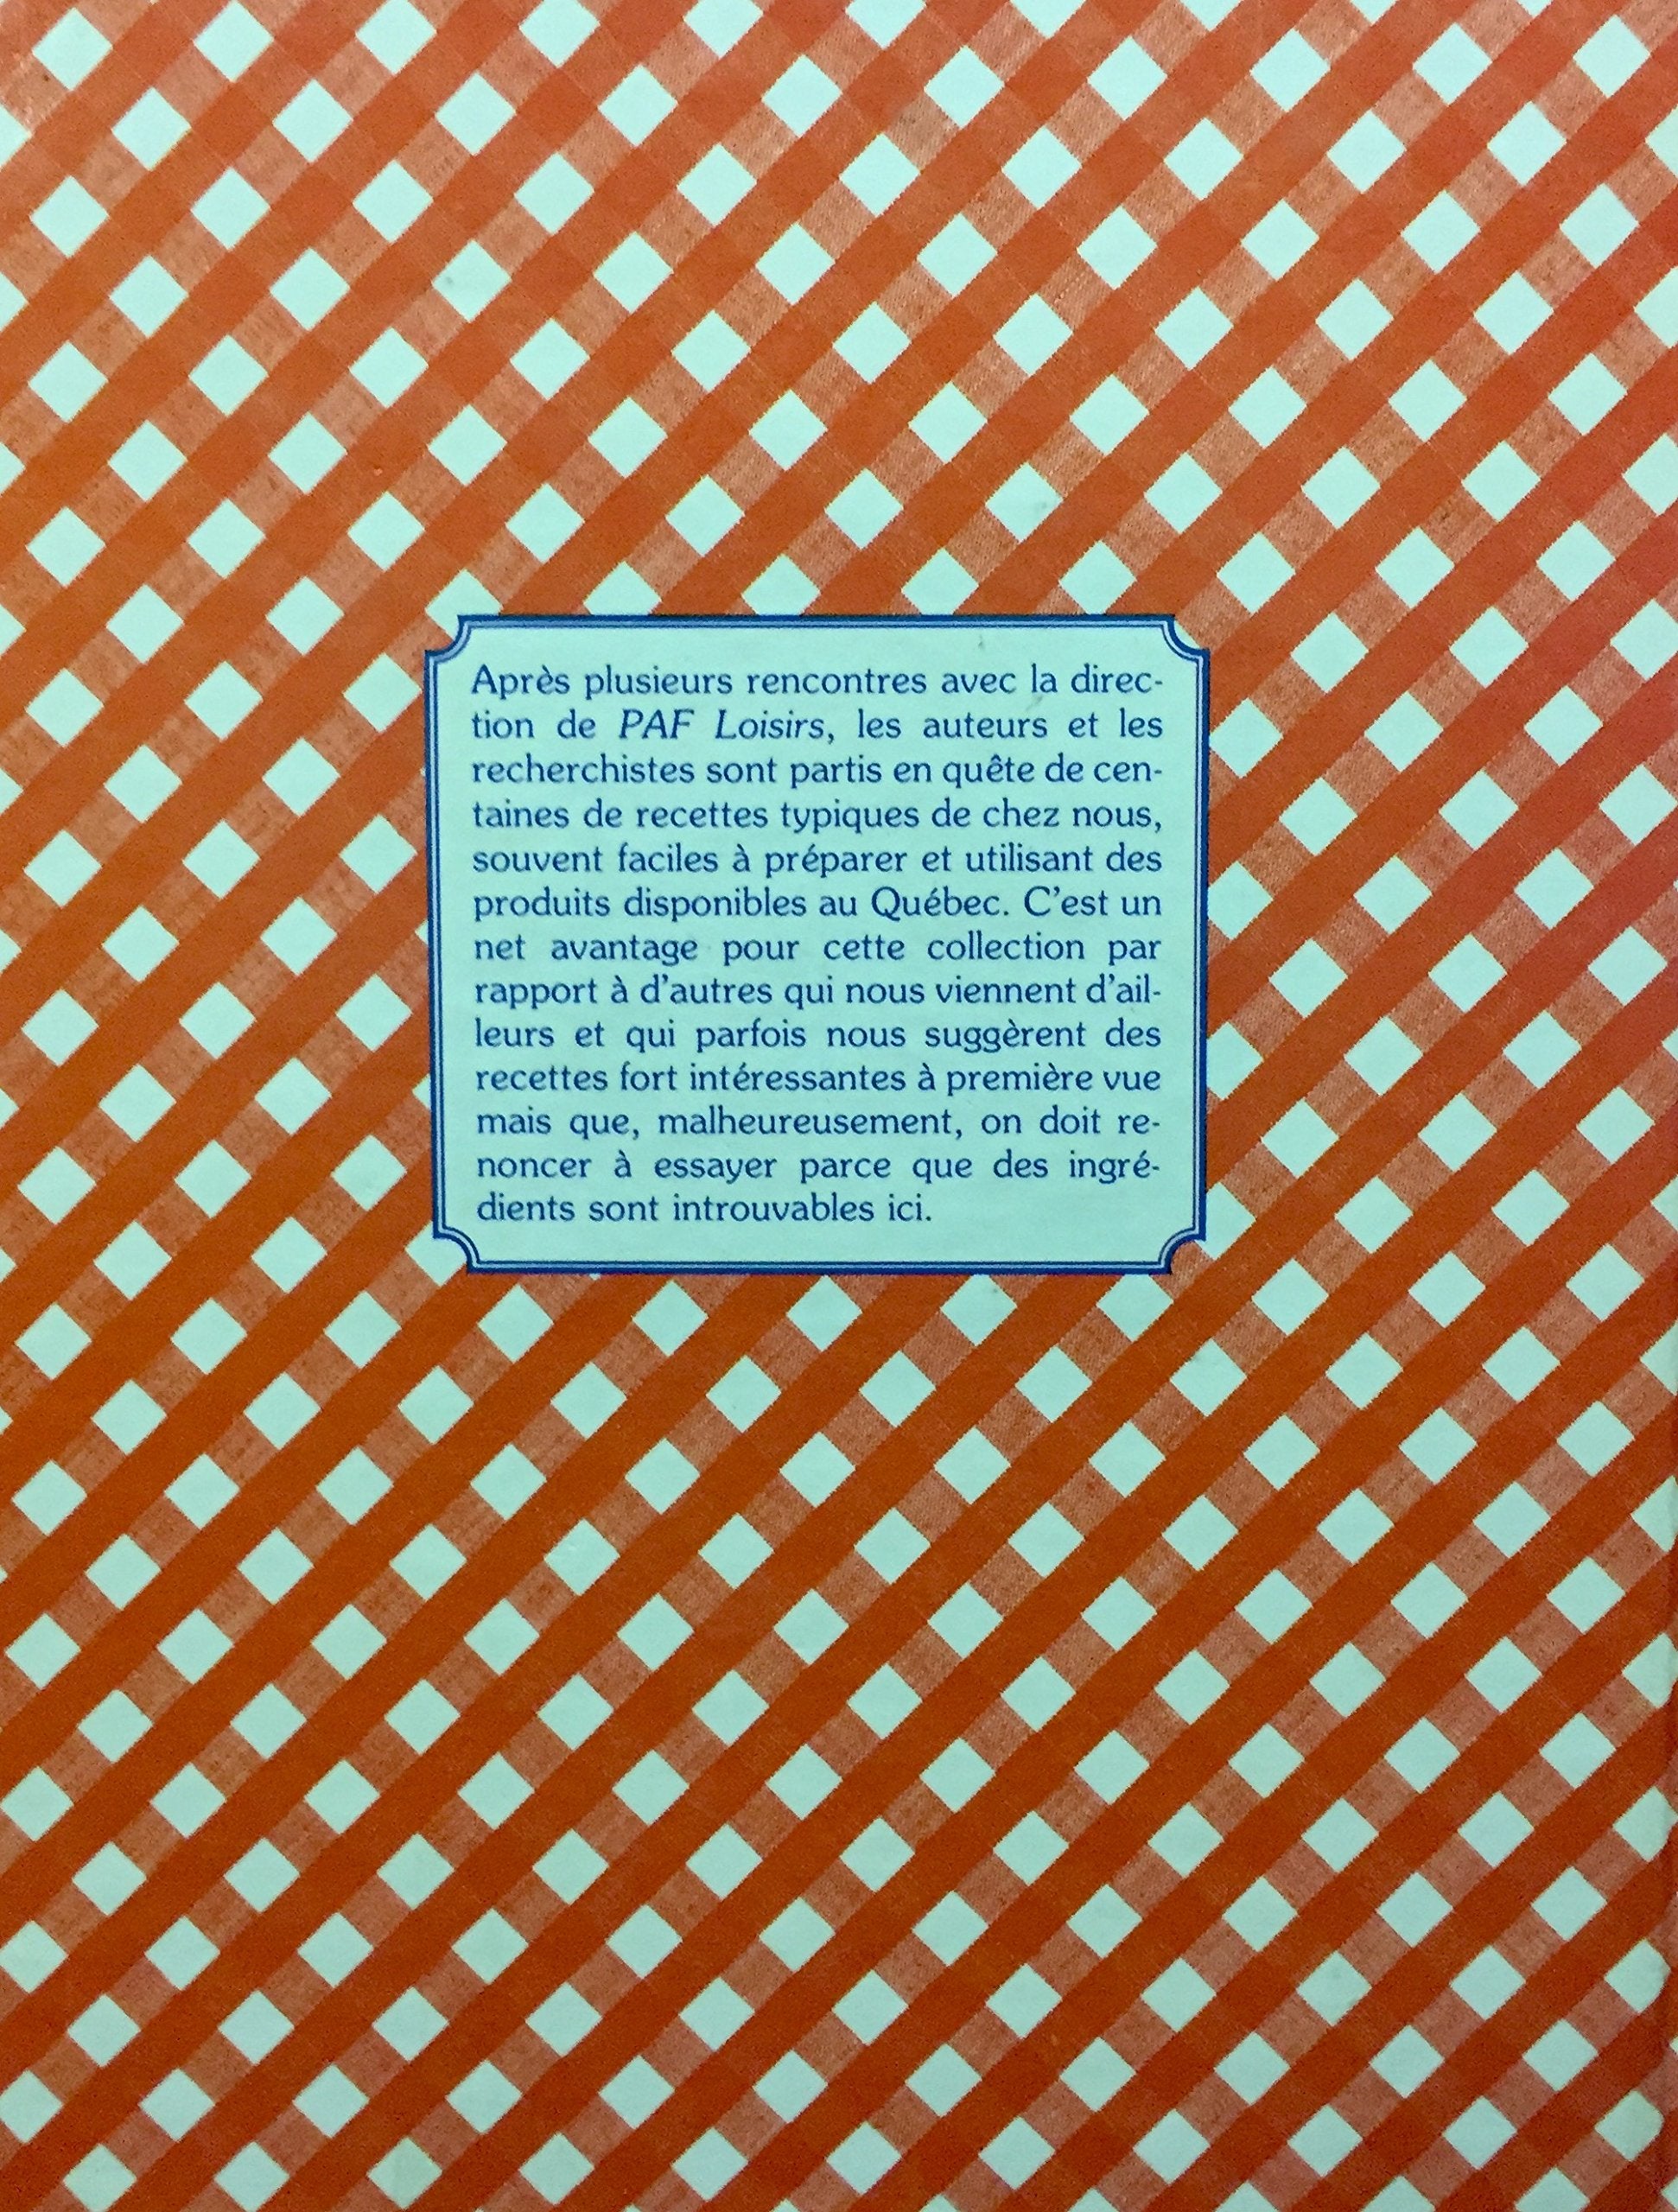 Après plusieurs rencontres avec la direc-
tion de PAF Loisirs, les auteurs et les
recherchistes sont partis en quête de cen-
taines de recettes typiques de chez nous,
souvent faciles à préparer et utilisant des
produits disponibles au Québec. C'est un
net avantage pour cette collection par
rapport à d'autres qui nous viennent d'ail-
leurs et qui parfois nous suggèrent des
recettes fort intéressantes à première vue
mais que, malheureusement, on doit re-
noncer à essayer parce que des ingré-
dients sont introuvables ici.